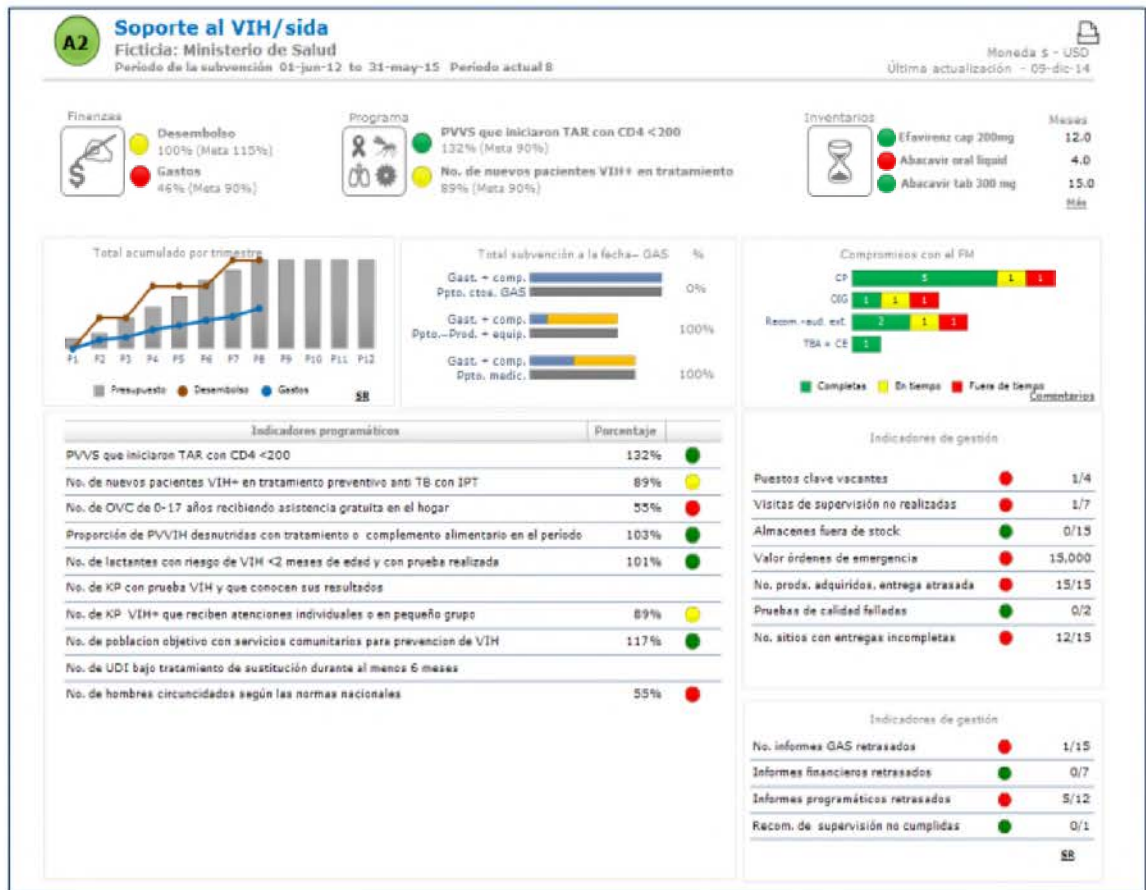 A2
Soporte al VIH/sida
Ficticia: Ministerio de Salud
Período de la subvención 01-jun-12 to 31-may-15 Período actual 8
Moneda $ - USD
Última actualización - 05-dic-14
Finanzas
$
Desembolso
100% (Meta 115%)
Gastos
46% (Meta 90%)
Programa
PVVS que iniciaron TAR con CD4 <200
132% (Meta 90%)
No. de nuevos pacientes VIH+ en tratamiento
89% (Meta 90%)
Inventarios
Meses
Efavirenz cap 200mg 12.0
Abacavir oral liquid 4.0
Abacavir tab 300 mg 15.0
Más
Total acumulado por trimestre
P1 P2 P3 P4 P5 P6 P7 P8 P9 P10 P11 P12
Presupuesto Desembolso Gastos
SR
Total subvención a la fecha- GAS %
Gast. + comp.
Ppto. ctoa. GAS 0%
Gast. + comp.
Ppto.-Prod. + equip. 100%
Gast. + comp.
Ppto. medic. 100%
Compromisos con el FM
CP 5 1 1
OIG 1 1 1
Recom.-aud. ext. 2 1 1
TBA + CE 1
Completas En tiempo Fuera de tiempo
Comentarios
Indicadores programáticos Porcentaje
PVVS que iniciaron TAR con CD4 <200 132%
No. de nuevos pacientes VIH+ en tratamiento preventivo anti TB con IPT 89%
No. de OVC de 0-17 años recibiendo asistencia gratuita en el hogar 55%
Proporción de PVVIH desnutridas con tratamiento o complemento alimentario en el período 103%
No. de lactantes con riesgo de VIH <2 meses de edad y con prueba realizada 101%
No. de KP con prueba VIH y que conocen sus resultados
No. de KP VIH+ que reciben atenciones individuales o en pequeño grupo 89%
No. de poblacion objetivo con servicios comunitarios para prevencion de VIH 117%
No. de UDI bajo tratamiento de sustitución durante al menos 6 meses
No. de hombres circuncidados según las normas nacionales 55%
Indicadores de gestión
Puestos clave vacantes 1/4
Visitas de supervisión no realizadas 1/7
Almacenes fuera de stock 0/15
Valor órdenes de emergencia 15,000
No. prods. adquiridos, entrega atrasada 15/15
Pruebas de calidad falladas 0/2
No. sitios con entregas incompletas 12/15
Indicadores de gestión
No. informes GAS retrasados 1/15
Informes financieros retrasados 0/7
Informes programáticos retrasados 5/12
Recom. de supervisión no cumplidas 0/1
SR